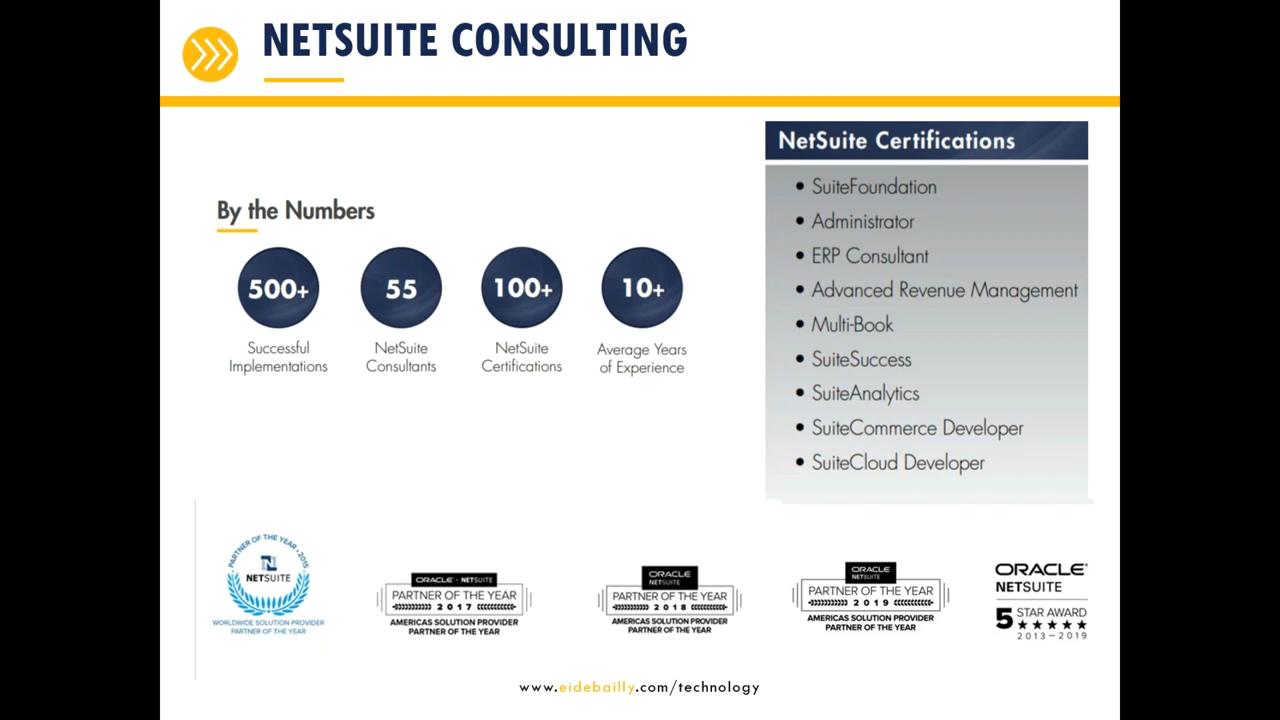 NETSUITE CONSULTING
By the Numbers
500+
Successful
Implementations
55
NetSuite
Consultants
100+
NetSuite
Certifications
10+
Average Years
of Experience
NetSuite Certifications
• SuiteFoundation
• Administrator
• ERP Consultant
• Advanced Revenue Management
• Multi-Book
• SuiteSuccess
• SuiteAnalytics
• SuiteCommerce Developer
• SuiteCloud Developer
PARTNER OF THE YEAR • 2015
N
NETSUITE
WORLDWIDE SOLUTION PROVIDER
PARTNER OF THE YEAR
ORACLE + NETSUITE
PARTNER OF THE YEAR
2017
AMERICAS SOLUTION PROVIDER
PARTNER OF THE YEAR
ORACLE
NETSUITE
PARTNER OF THE YEAR
2018
AMERICAS SOLUTION PROVIDER
PARTNER OF THE YEAR
ORACLE
NETSUITE
PARTNER OF THE YEAR
2019
AMERICAS SOLUTION PROVIDER
PARTNER OF THE YEAR
ORACLE
NETSUITE
5 STAR AWARD
★★★★★
2013–2019
www.eidebailly.com/technology